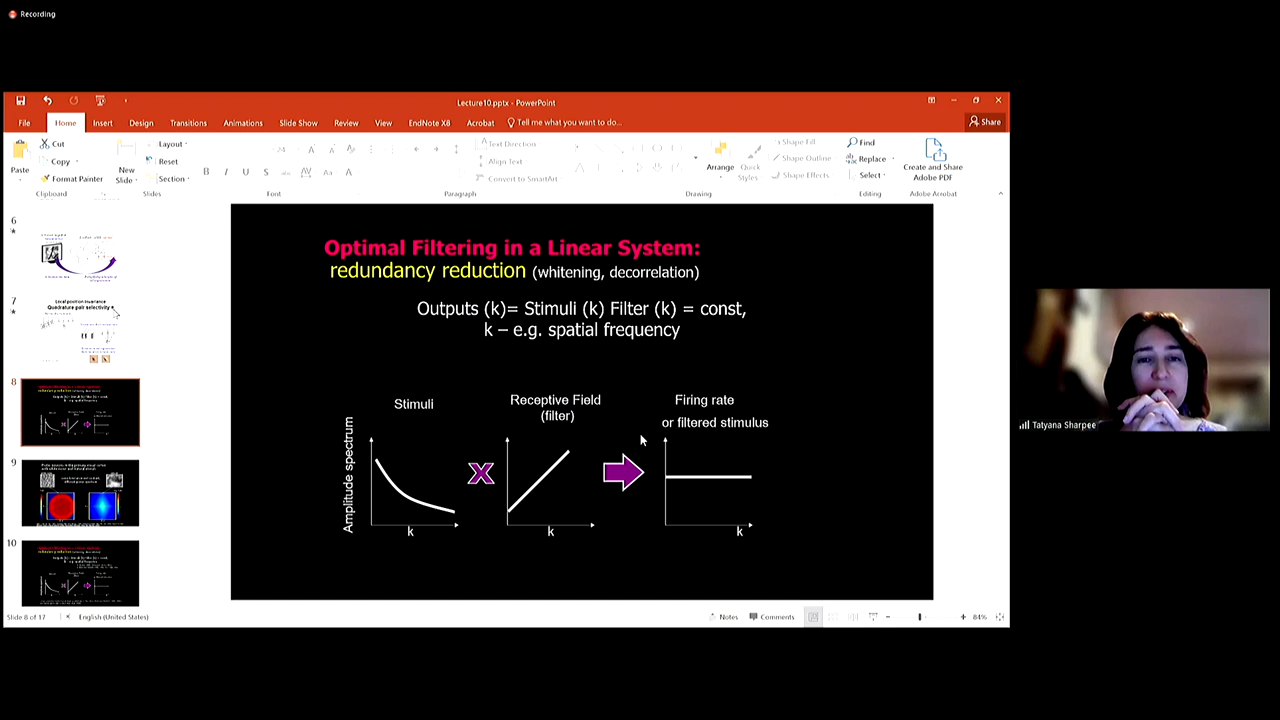 Recording
Lecture10.pptx - PowerPoint
File Home Insert Design Transitions Animations Slide Show Review View EndNote X8 Acrobat Tell me what you want to do... Share
Paste Cut Copy Format Painter
Clipboard
New Slide Layout Reset Section
Slides
24
B I U S abc AV Aa A
Font
Text Direction
Align Text
Convert to SmartArt
Paragraph
Arrange Quick Styles
Shape Fill
Shape Outline
Shape Effects
Drawing
Find
Replace
Select
Editing
Create and Share Adobe PDF
Adobe Acrobat
6
7
Local position invariance
Quadrature pair selectivity
8
9
10
Optimal Filtering in a Linear System:
redundancy reduction (whitening, decorrelation)
Outputs (k)= Stimuli (k) Filter (k) = const,
k – e.g. spatial frequency
Stimuli
Receptive Field
(filter)
Firing rate
or filtered stimulus
Amplitude spectrum
X
k
k
k
Tatyana Sharpee
Slide 8 of 17 English (United States) Notes Comments 84%